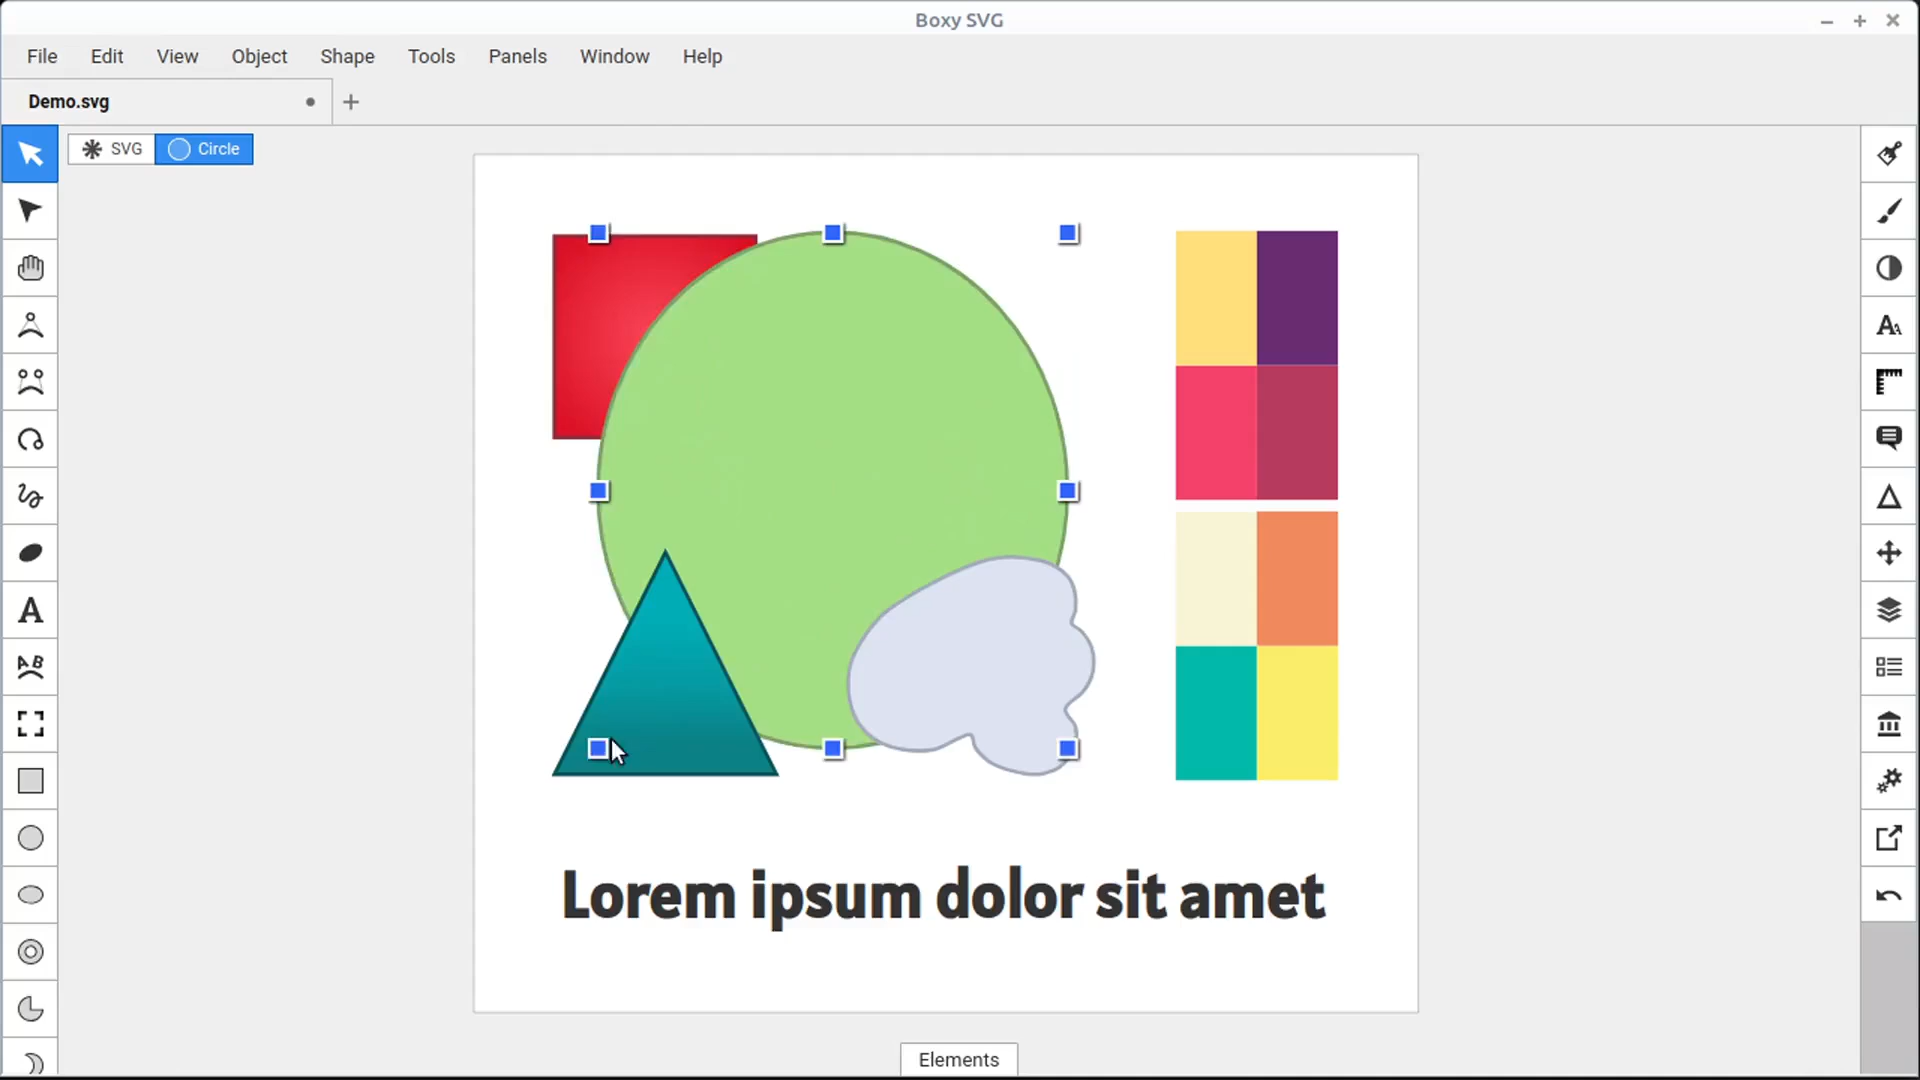 Boxy SVG
File Edit View Object Shape Tools Panels Window Help
Demo.svg
SVG Circle
Lorem ipsum dolor sit amet
Elements